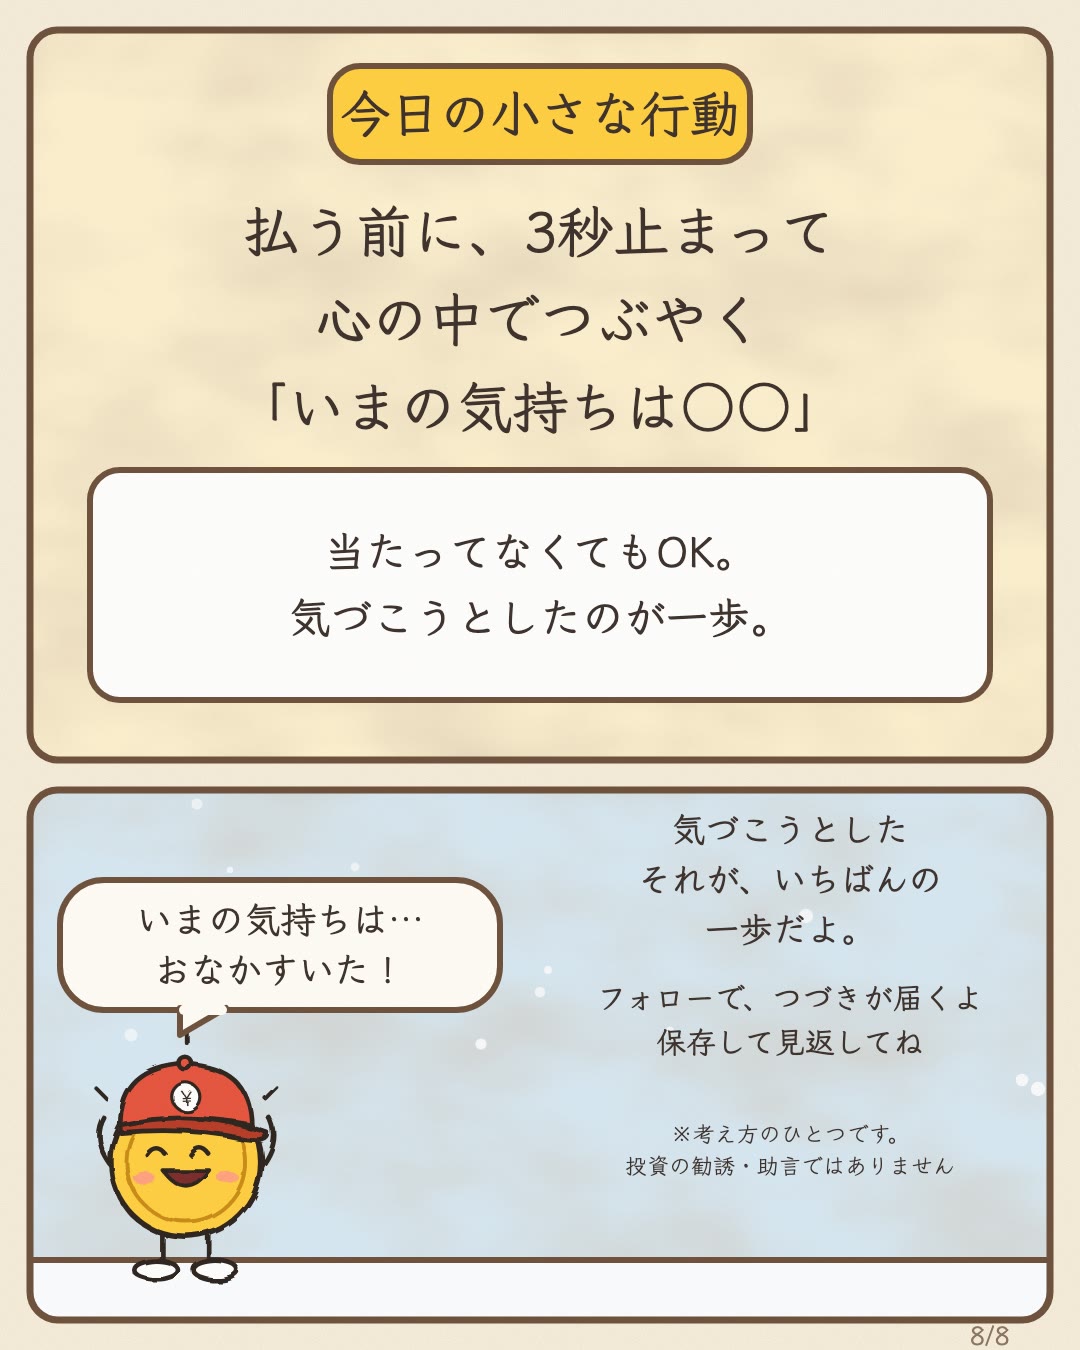 今日の小さな行動
払う前に、3秒止まって
心の中でつぶやく
「いまの気持ちは〇〇」
当たってなくてもOK。
気づこうとしたのが一歩。
いまの気持ちは…
おなかすいた！
¥
気づこうとした
それが、いちばんの
一歩だよ。
フォローで、つづきが届くよ
保存して見返してね
※考え方のひとつです。
投資の勧誘・助言ではありません
8/8